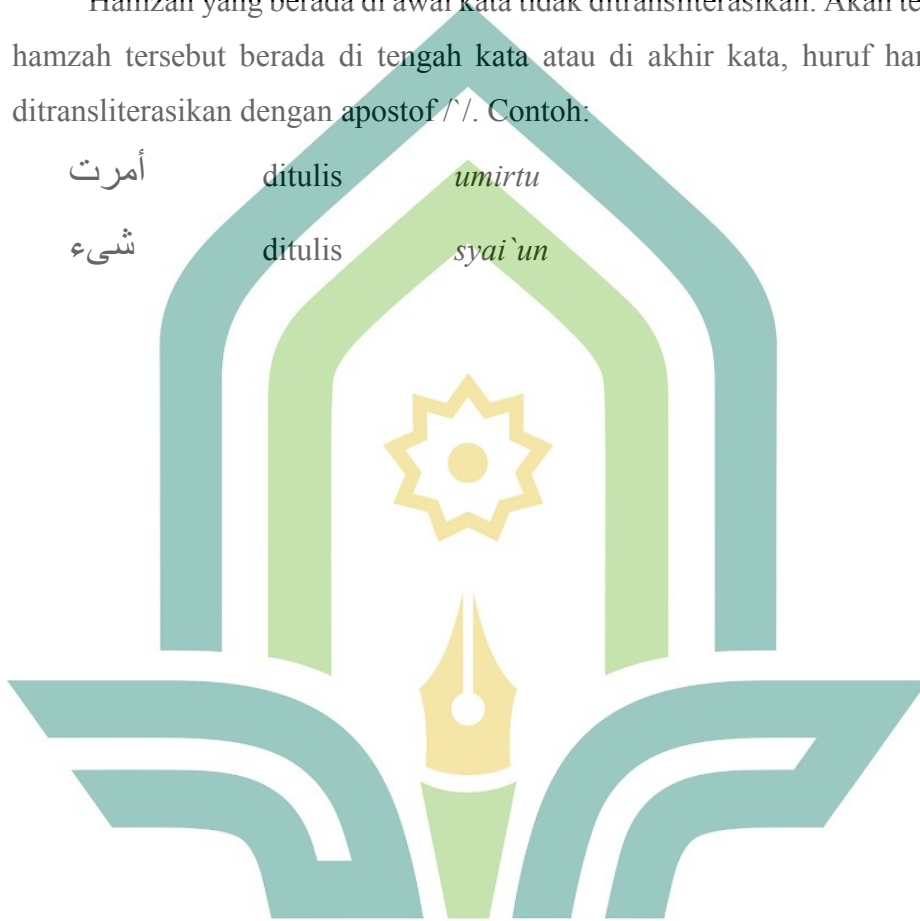 Hamzah yang berada di awal kata tidak ditransliterasikan. Akan
hamzah tersebut berada di tengah kata atau di akhir kata, huruf
ditransliterasikan dengan apostof /`/. Contoh:
أمرت ditulis umirtu
شىء ditulis syai`un